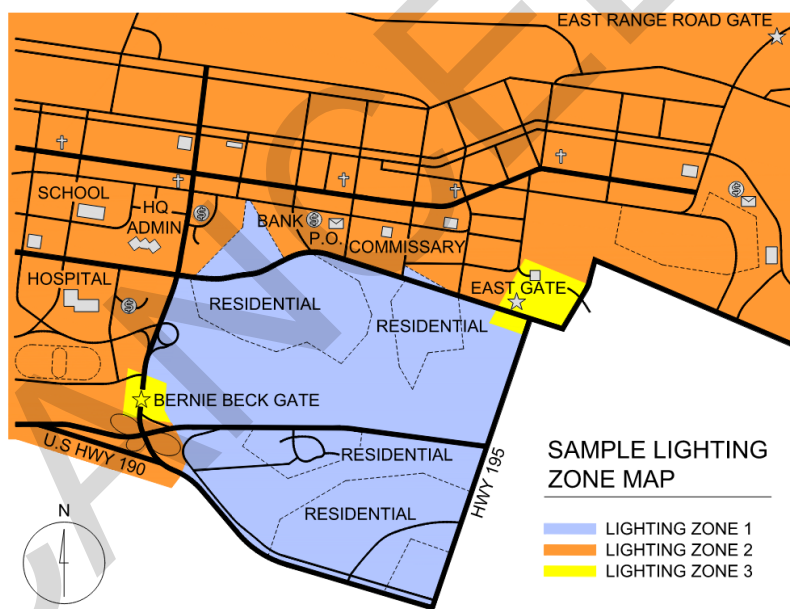 EAST RANGE ROAD GATE
SCHOOL
HQ
ADMIN
BANK
P.O.
COMMISSARY
HOSPITAL
EAST GATE
RESIDENTIAL
RESIDENTIAL
BERNIE BECK GATE
U.S HWY 190
RESIDENTIAL
HWY 195
RESIDENTIAL
SAMPLE LIGHTING
ZONE MAP
LIGHTING ZONE 1
LIGHTING ZONE 2
LIGHTING ZONE 3
N
CANCELLED